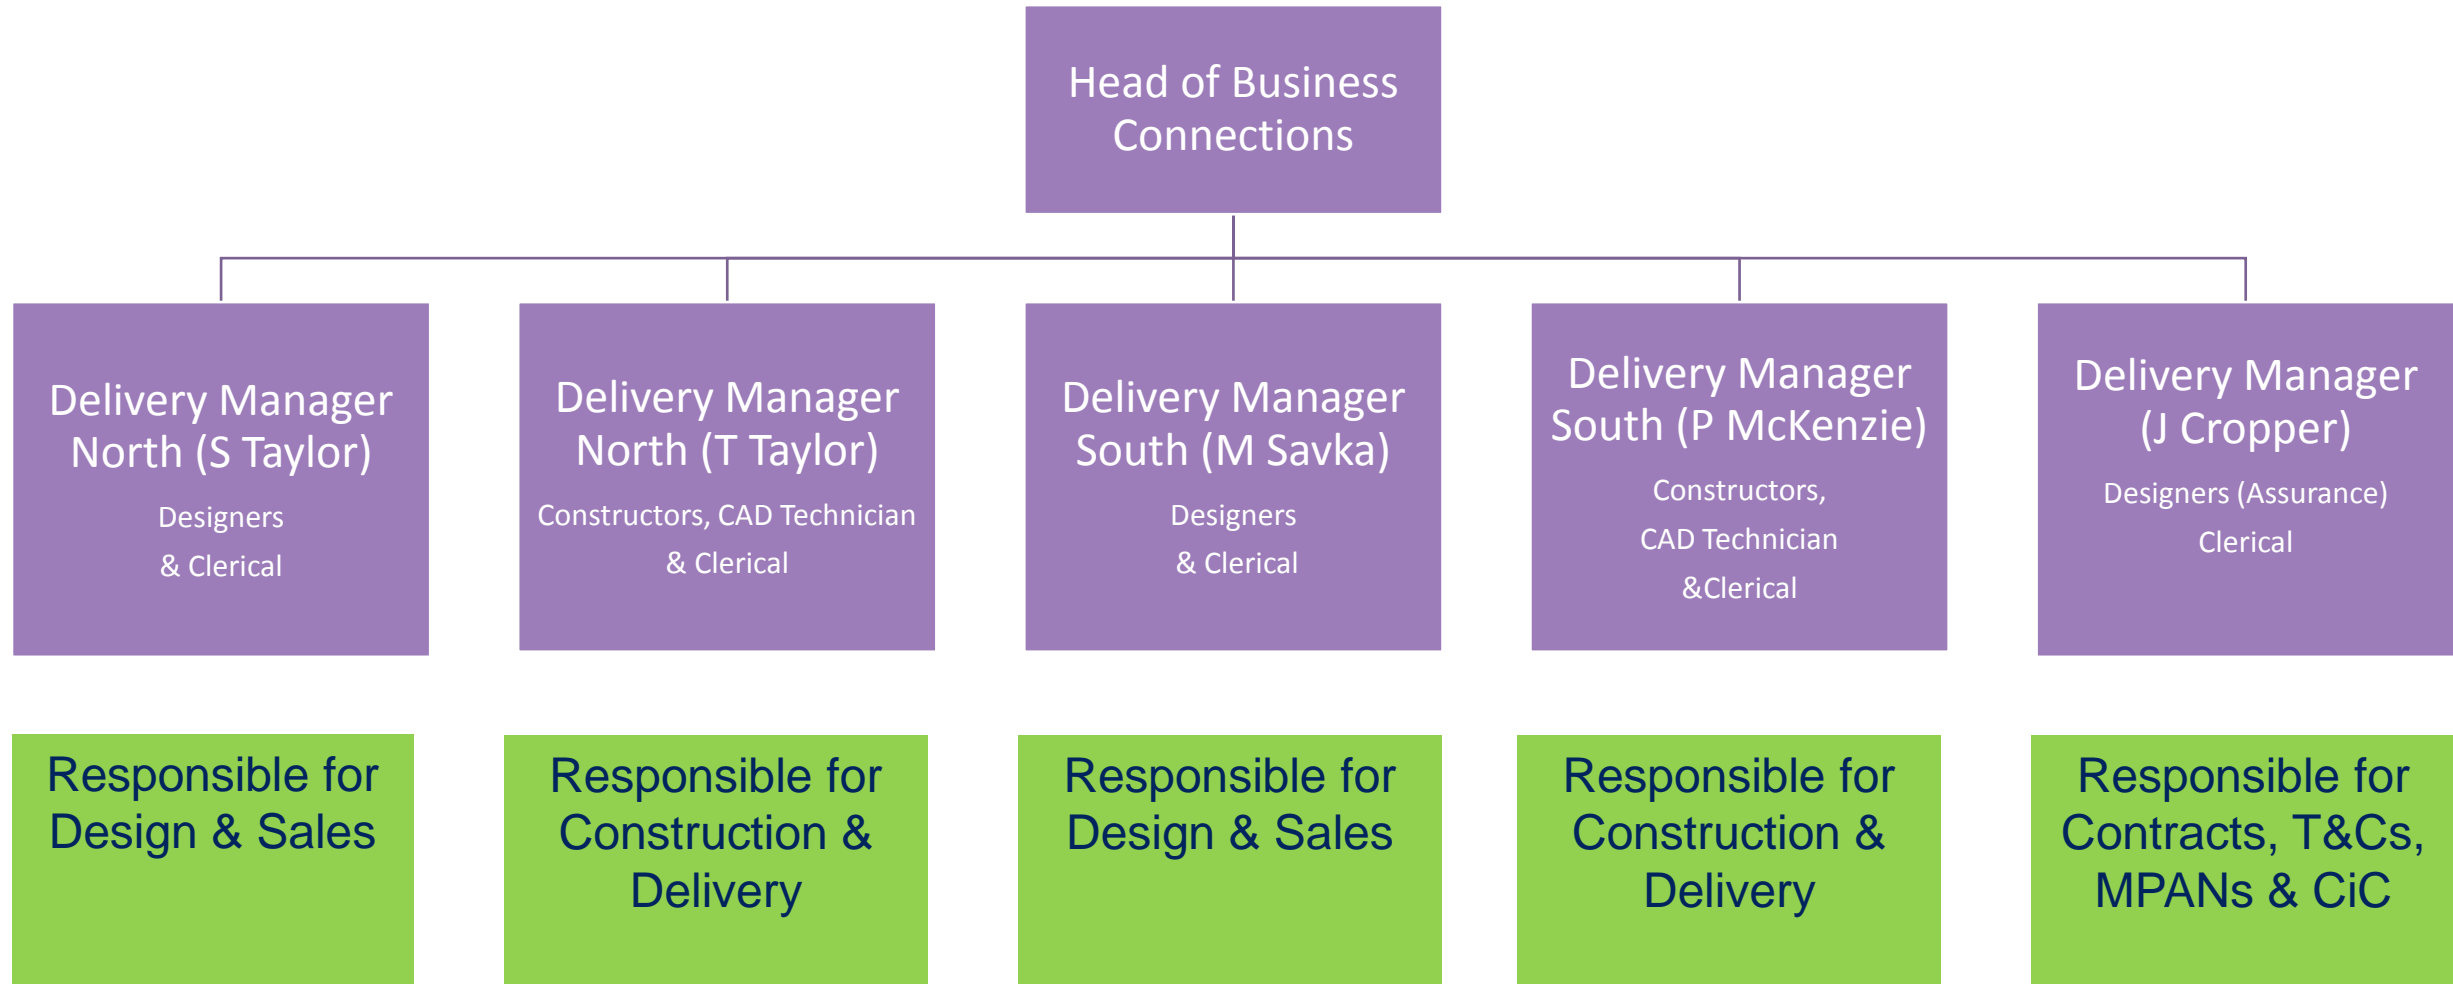 Head of Business
Connections
Delivery Manager
North (S Taylor)
Designers
& Clerical
Delivery Manager
North (T Taylor)
Constructors, CAD Technician
& Clerical
Delivery Manager
South (M Savka)
Designers
& Clerical
Delivery Manager
South (P McKenzie)
Constructors,
CAD Technician
&Clerical
Delivery Manager
(J Cropper)
Designers (Assurance)
Clerical
Responsible for
Design & Sales
Responsible for
Construction &
Delivery
Responsible for
Design & Sales
Responsible for
Construction &
Delivery
Responsible for
Contracts, T&Cs,
MPANs & CiC